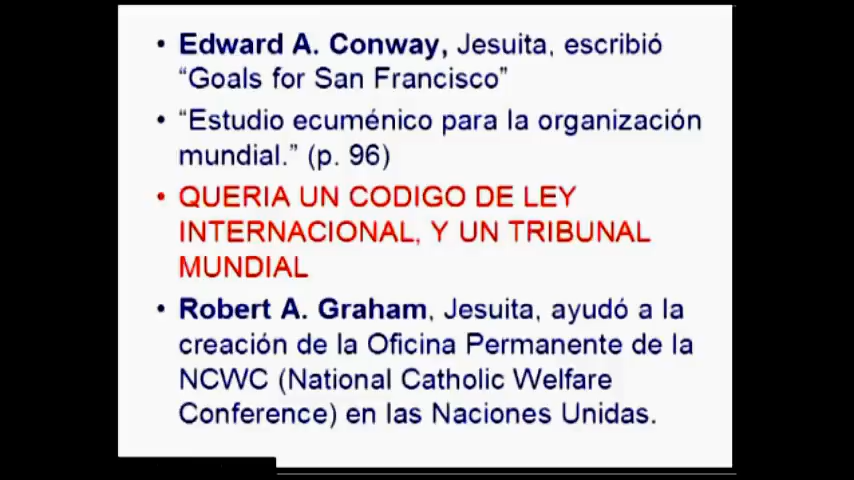 • Edward A. Conway, Jesuita, escribió
“Goals for San Francisco”
• “Estudio ecuménico para la organización
mundial.” (p. 96)
• QUERIA UN CODIGO DE LEY
INTERNACIONAL, Y UN TRIBUNAL
MUNDIAL
• Robert A. Graham, Jesuita, ayudó a la
creación de la Oficina Permanente de la
NCWC (National Catholic Welfare
Conference) en las Naciones Unidas.